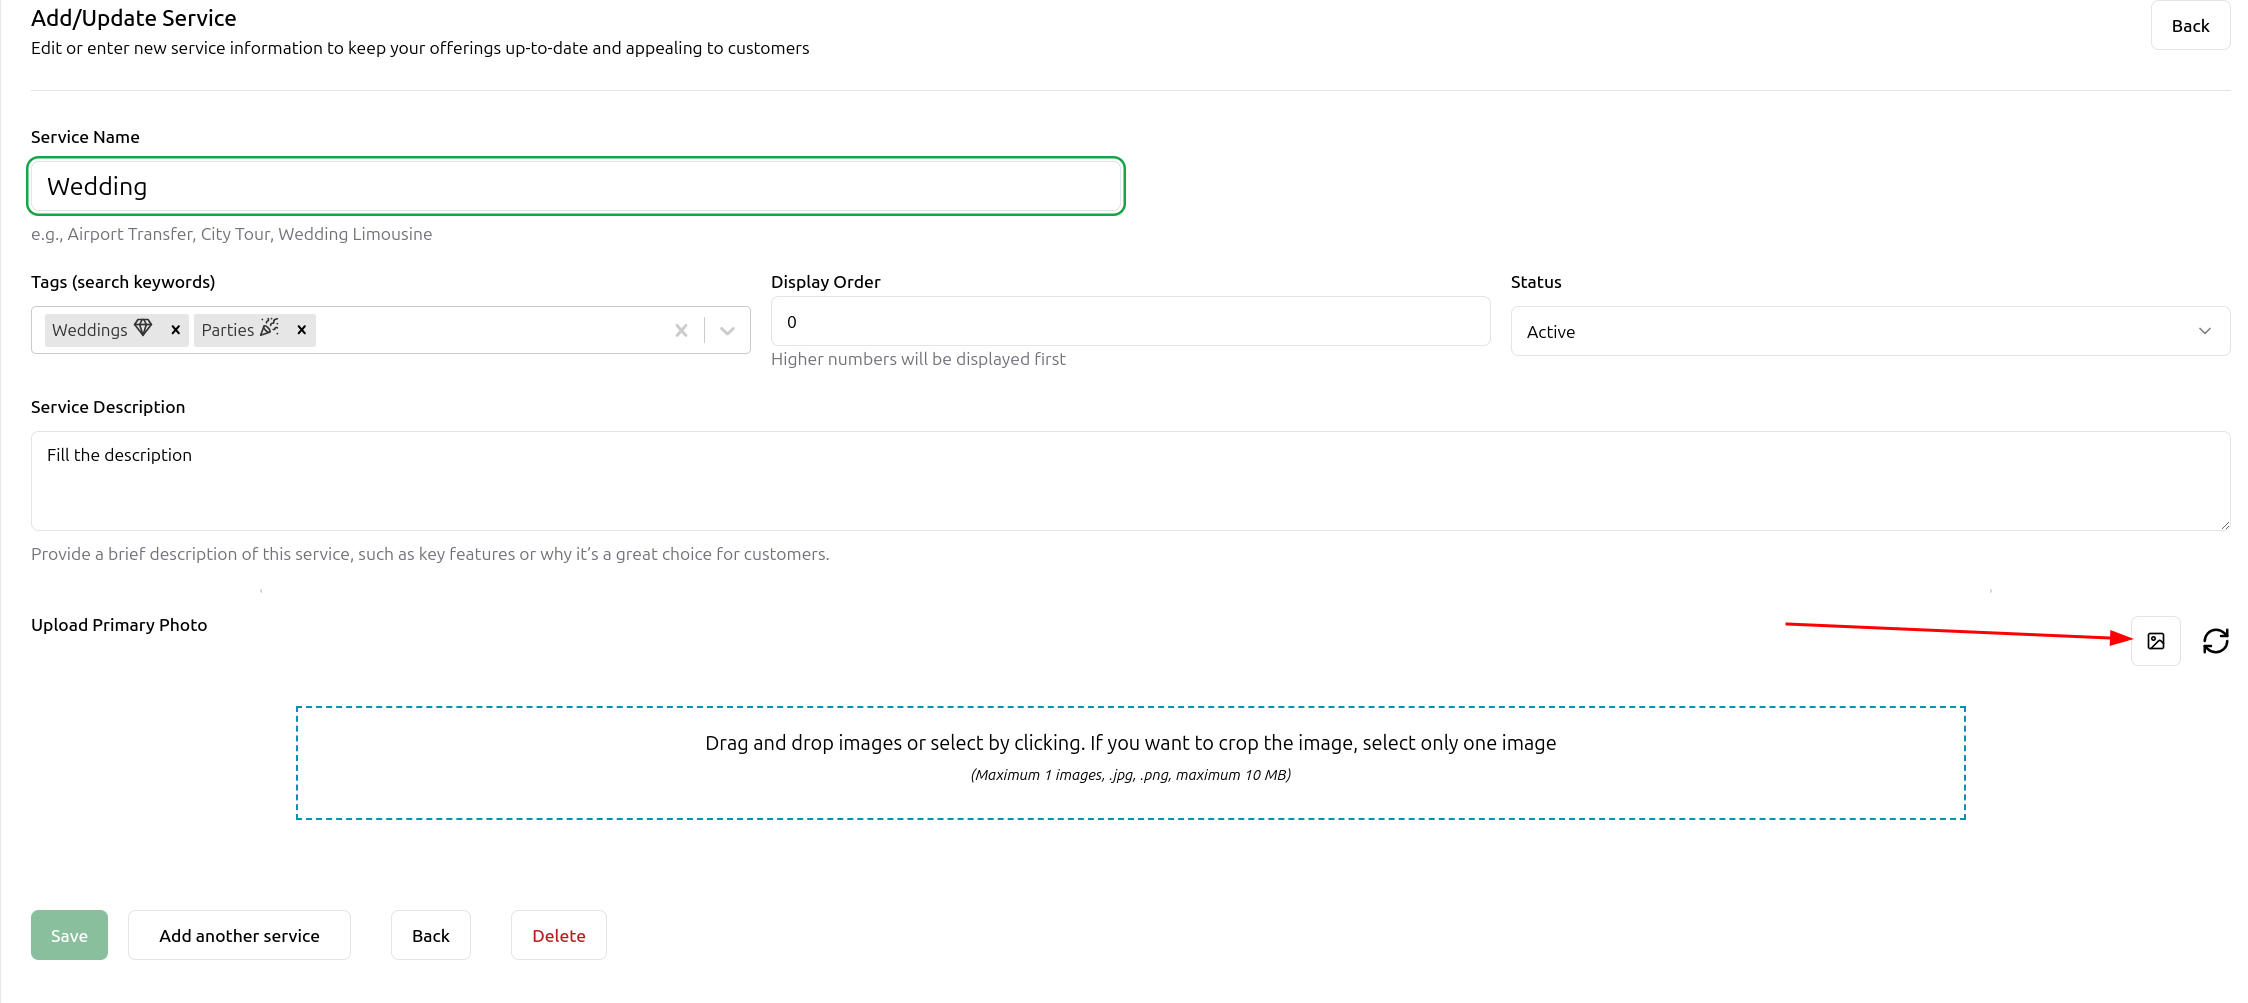 Add/Update Service
Back
Edit or enter new service information to keep your offerings up-to-date and appealing to customers
Service Name
Wedding
e.g., Airport Transfer, City Tour, Wedding Limousine
Tags (search keywords)
Display Order
Status
Weddings
Parties
0
Active
Higher numbers will be displayed first
Service Description
Fill the description
Provide a brief description of this service, such as key features or why it’s a great choice for customers.
Upload Primary Photo
Drag and drop images or select by clicking. If you want to crop the image, select only one image
(Maximum 1 images, .jpg, .png, maximum 10 MB)
Save
Add another service
Back
Delete